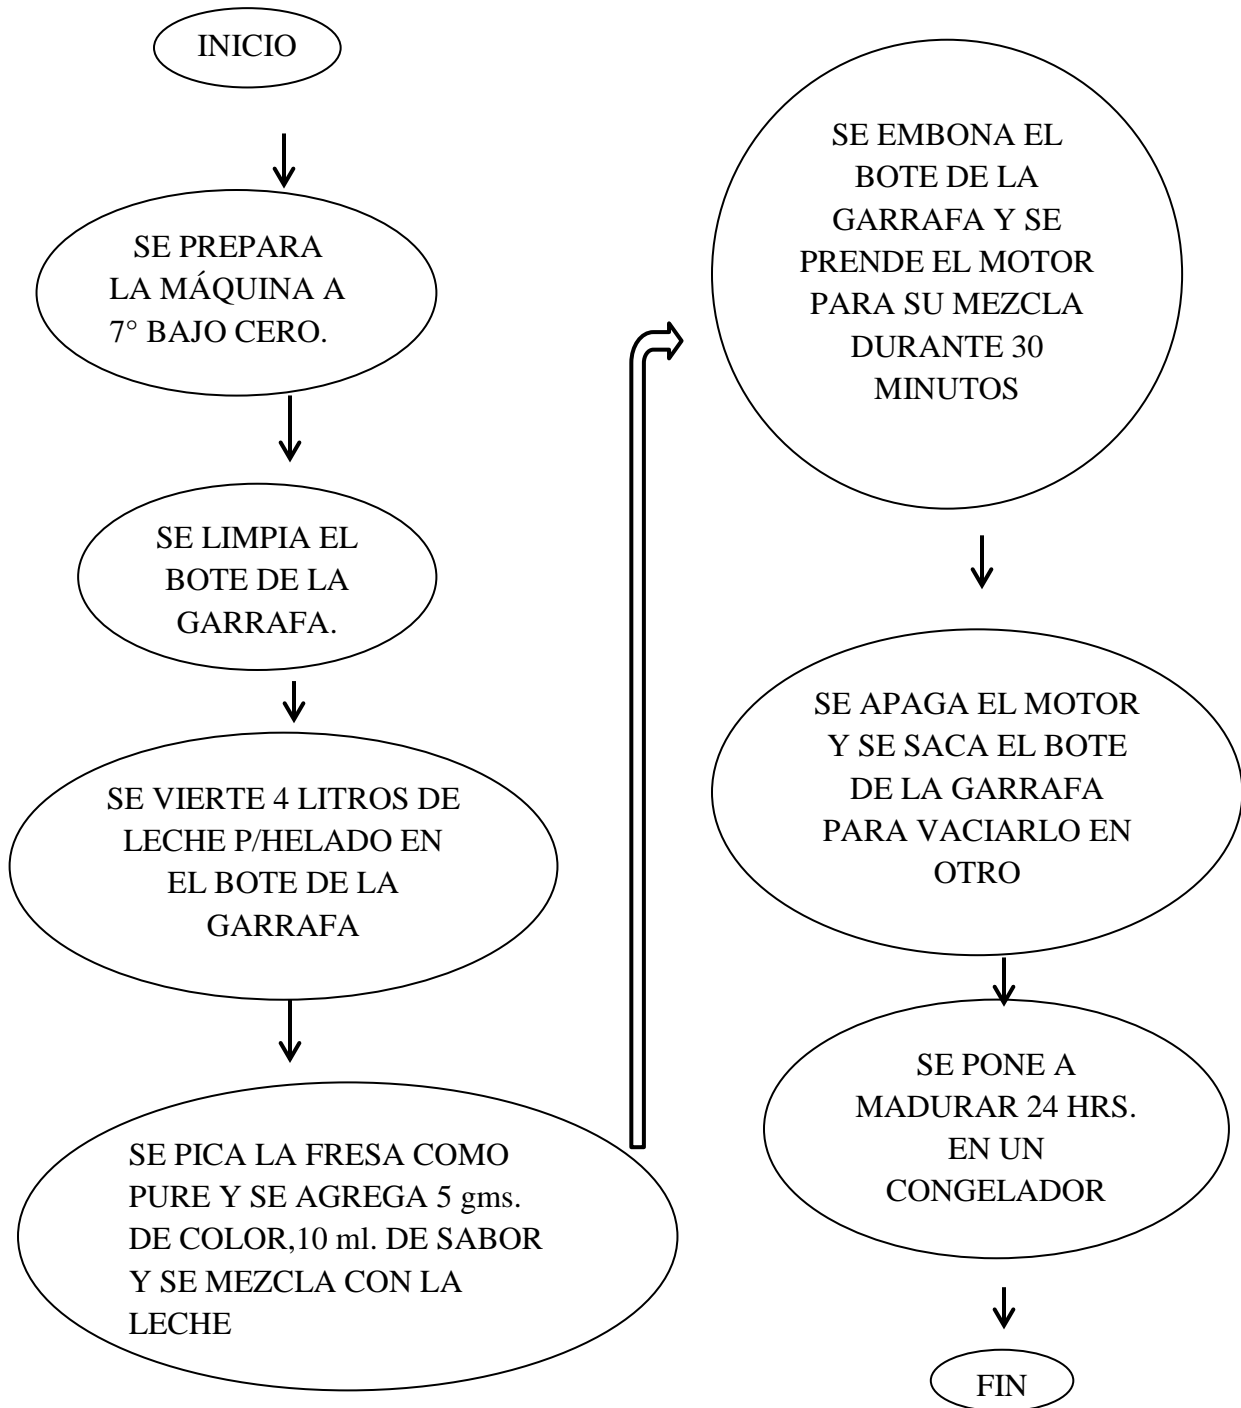 INICIO
SE PREPARA
LA MÁQUINA A
7° BAJO CERO.
SE LIMPIA EL
BOTE DE LA
GARRAFA.
SE VIERTE 4 LITROS DE
LECHE P/HELADO EN
EL BOTE DE LA
GARRAFA
SE PICA LA FRESA COMO
PURE Y SE AGREGA 5 gms.
DE COLOR,10 ml. DE SABOR
Y SE MEZCLA CON LA
LECHE
SE EMBONA EL
BOTE DE LA
GARRAFA Y SE
PRENDE EL MOTOR
PARA SU MEZCLA
DURANTE 30
MINUTOS
SE APAGA EL MOTOR
Y SE SACA EL BOTE
DE LA GARRAFA
PARA VACIARLO EN
OTRO
SE PONE A
MADURAR 24 HRS.
EN UN
CONGELADOR
FIN